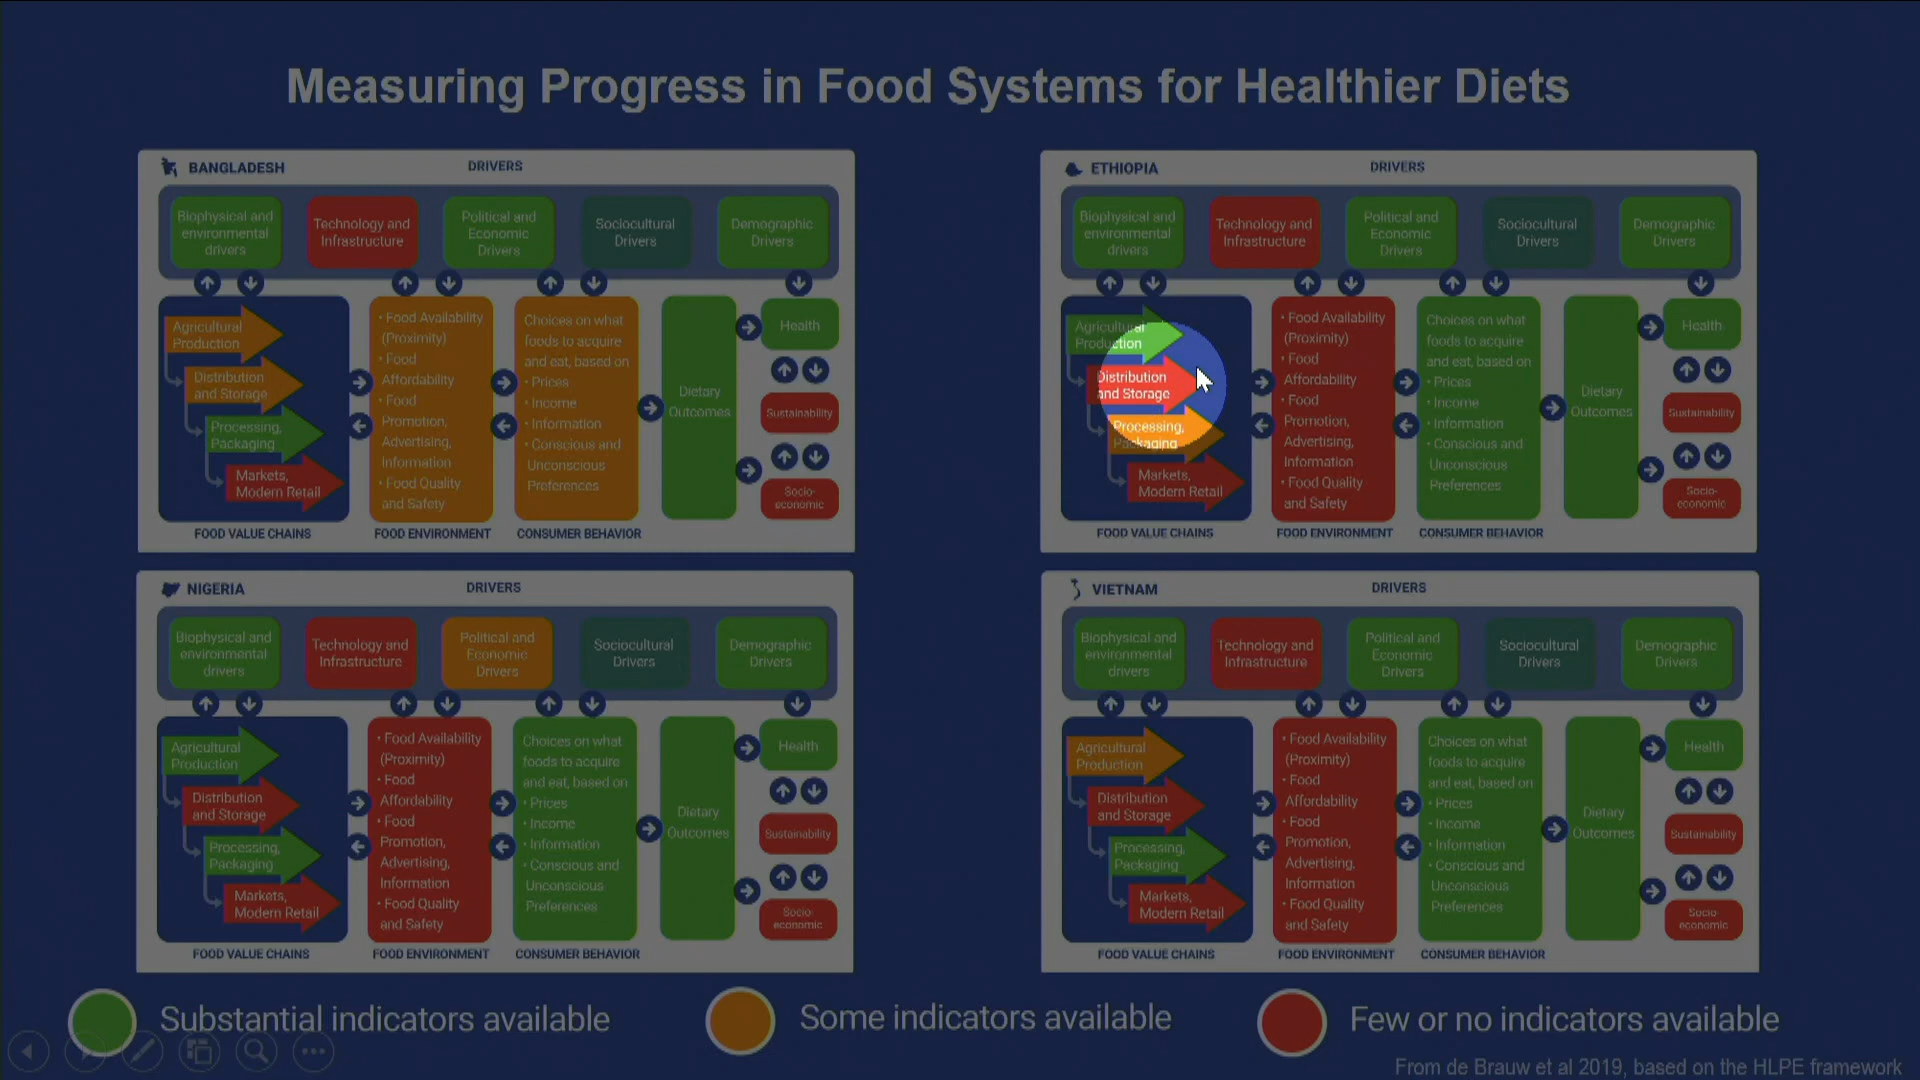 Measuring Progress in Food Systems for Healthier Diets
BANGLADESH
DRIVERS
Biophysical and
environmental
drivers
Technology and
Infrastructure
Political and
Economic
Drivers
Sociocultural
Drivers
Demographic
Drivers
Agricultural
Production
Distribution
and Storage
Processing,
Packaging
Markets,
Modern Retail
• Food Availability
(Proximity)
• Food
Affordability
• Food
Promotion,
Advertising,
Information
• Food Quality
and Safety
Choices on what
foods to acquire
and eat, based on
• Prices
• Income
• Information
• Conscious and
Unconscious
Preferences
Dietary
Outcomes
Health
Sustainability
Socio-
economic
FOOD VALUE CHAINS
FOOD ENVIRONMENT
CONSUMER BEHAVIOR
ETHIOPIA
DRIVERS
Biophysical and
environmental
drivers
Technology and
Infrastructure
Political and
Economic
Drivers
Sociocultural
Drivers
Demographic
Drivers
Agricultural
Production
Distribution
and Storage
Processing,
Packaging
Markets,
Modern Retail
• Food Availability
(Proximity)
• Food
Affordability
• Food
Promotion,
Advertising,
Information
• Food Quality
and Safety
Choices on what
foods to acquire
and eat, based on
• Prices
• Income
• Information
• Conscious and
Unconscious
Preferences
Dietary
Outcomes
Health
Sustainability
Socio-
economic
FOOD VALUE CHAINS
FOOD ENVIRONMENT
CONSUMER BEHAVIOR
NIGERIA
DRIVERS
Biophysical and
environmental
drivers
Technology and
Infrastructure
Political and
Economic
Drivers
Sociocultural
Drivers
Demographic
Drivers
Agricultural
Production
Distribution
and Storage
Processing,
Packaging
Markets,
Modern Retail
• Food Availability
(Proximity)
• Food
Affordability
• Food
Promotion,
Advertising,
Information
• Food Quality
and Safety
Choices on what
foods to acquire
and eat, based on
• Prices
• Income
• Information
• Conscious and
Unconscious
Preferences
Dietary
Outcomes
Health
Sustainability
Socio-
economic
FOOD VALUE CHAINS
FOOD ENVIRONMENT
CONSUMER BEHAVIOR
VIETNAM
DRIVERS
Biophysical and
environmental
drivers
Technology and
Infrastructure
Political and
Economic
Drivers
Sociocultural
Drivers
Demographic
Drivers
Agricultural
Production
Distribution
and Storage
Processing,
Packaging
Markets,
Modern Retail
• Food Availability
(Proximity)
• Food
Affordability
• Food
Promotion,
Advertising,
Information
• Food Quality
and Safety
Choices on what
foods to acquire
and eat, based on
• Prices
• Income
• Information
• Conscious and
Unconscious
Preferences
Dietary
Outcomes
Health
Sustainability
Socio-
economic
FOOD VALUE CHAINS
FOOD ENVIRONMENT
CONSUMER BEHAVIOR
Substantial indicators available
Some indicators available
Few or no indicators available
From de Brauw et al 2019, based on the HLPE framework